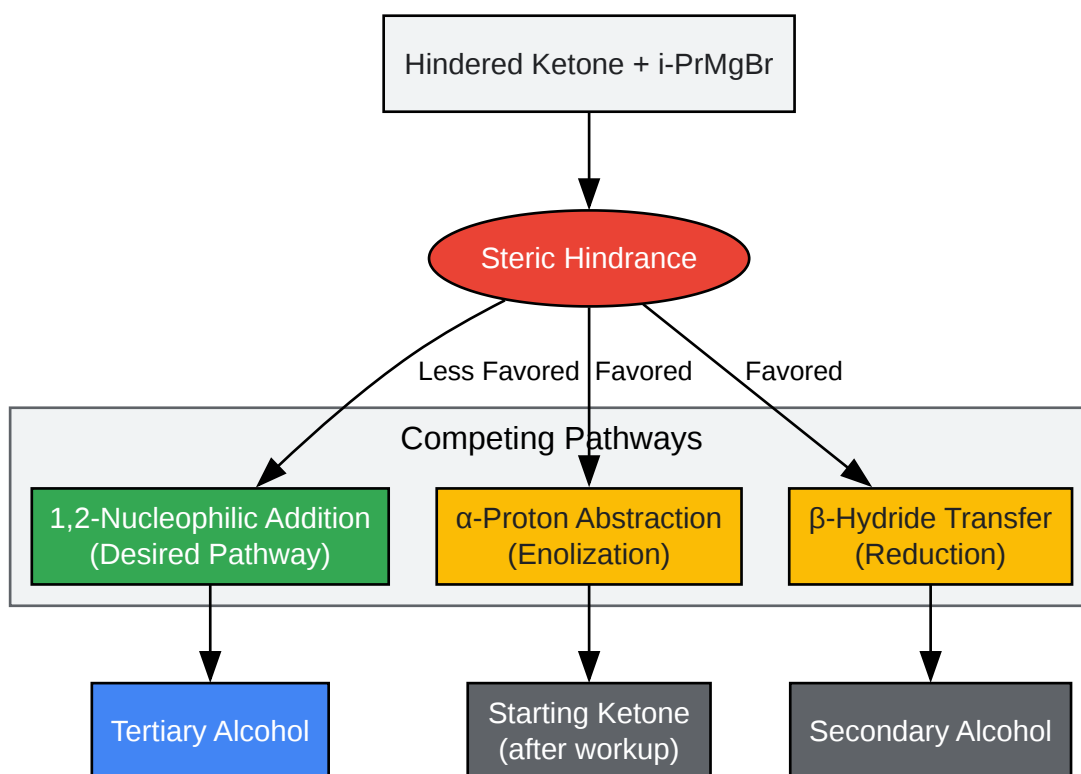 Hindered Ketone + i-PrMgBr
Steric Hindrance
Less Favored
Favored
Favored
Competing Pathways
1,2-Nucleophilic Addition
(Desired Pathway)
α-Proton Abstraction
(Enolization)
β-Hydride Transfer
(Reduction)
Tertiary Alcohol
Starting Ketone
(after workup)
Secondary Alcohol